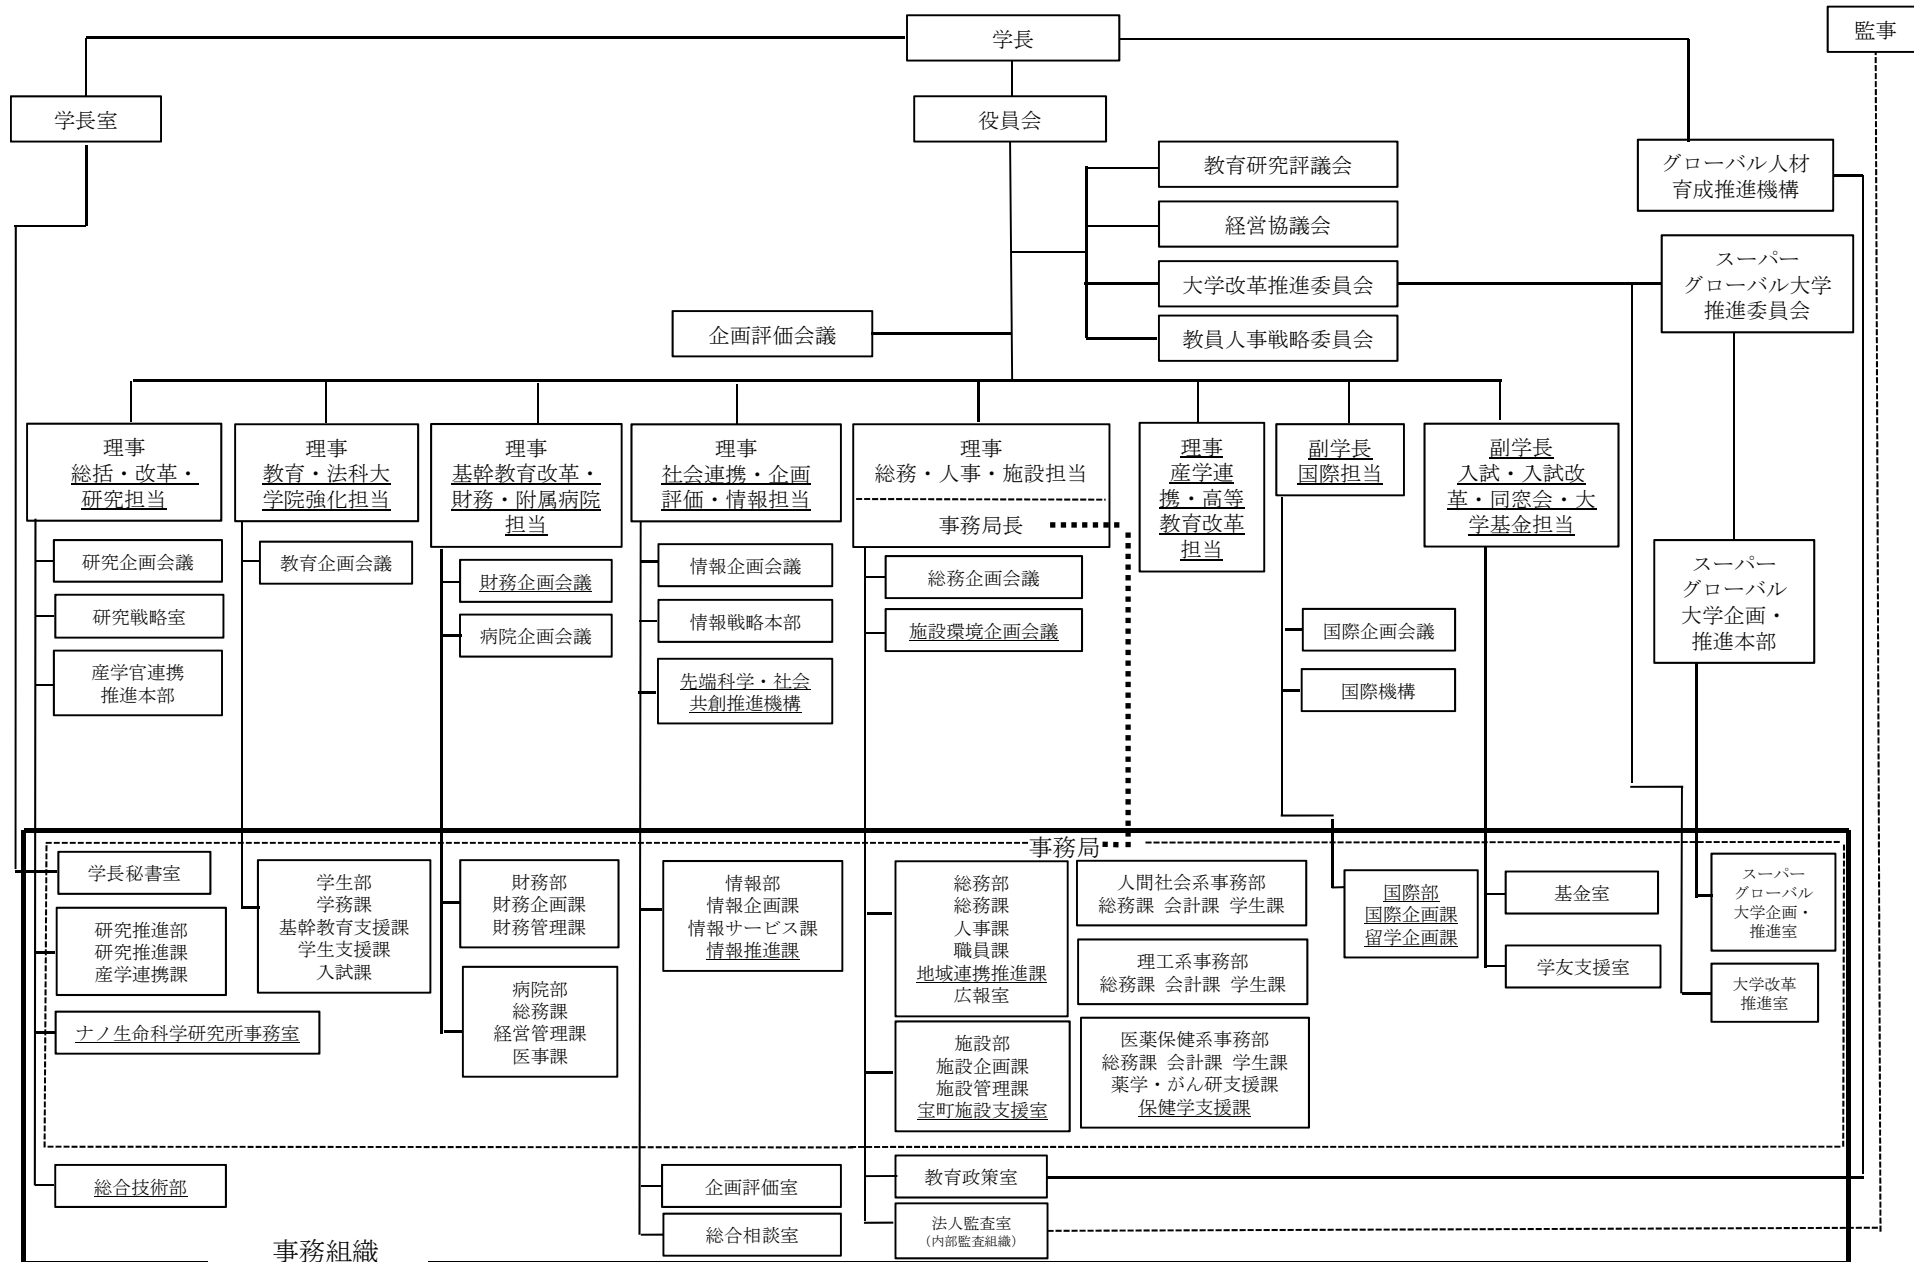 学長
監事
学長室
役員会
教育研究評議会
グローバル人材
育成推進機構
経営協議会
大学改革推進委員会
スーパー
グローバル大学
推進委員会
企画評価会議
教員人事戦略委員会
理事
総括・改革・
研究担当
理事
教育・法科大
学院強化担当
理事
基幹教育改革・
財務・附属病院
担当
理事
社会連携・企画
評価・情報担当
理事
総務・人事・施設担当
事務局長
理事
産学連
携・高等
教育改革
担当
副学長
国際担当
副学長
入試・入試改
革・同窓会・大
学基金担当
研究企画会議
研究戦略室
産学官連携
推進本部
教育企画会議
財務企画会議
病院企画会議
情報企画会議
情報戦略本部
先端科学・社会
共創推進機構
総務企画会議
施設環境企画会議
国際企画会議
国際機構
スーパー
グローバル
大学企画・
推進本部
事務局
学長秘書室
研究推進部
研究推進課
産学連携課
ナノ生命科学研究所事務室
学生部
学務課
基幹教育支援課
学生支援課
入試課
財務部
財務企画課
財務管理課
病院部
総務課
経営管理課
医事課
情報部
情報企画課
情報サービス課
情報推進課
総務部
総務課
人事課
職員課
地域連携推進課
広報室
施設部
施設企画課
施設管理課
宝町施設支援室
人間社会系事務部
総務課 会計課 学生課
理工系事務部
総務課 会計課 学生課
医薬保健系事務部
総務課 会計課 学生課
薬学・がん研支援課
保健学支援課
国際部
国際企画課
留学企画課
基金室
学友支援室
スーパー
グローバル
大学企画・
推進室
大学改革
推進室
総合技術部
企画評価室
総合相談室
教育政策室
法人監査室
（内部監査組織）
事務組織